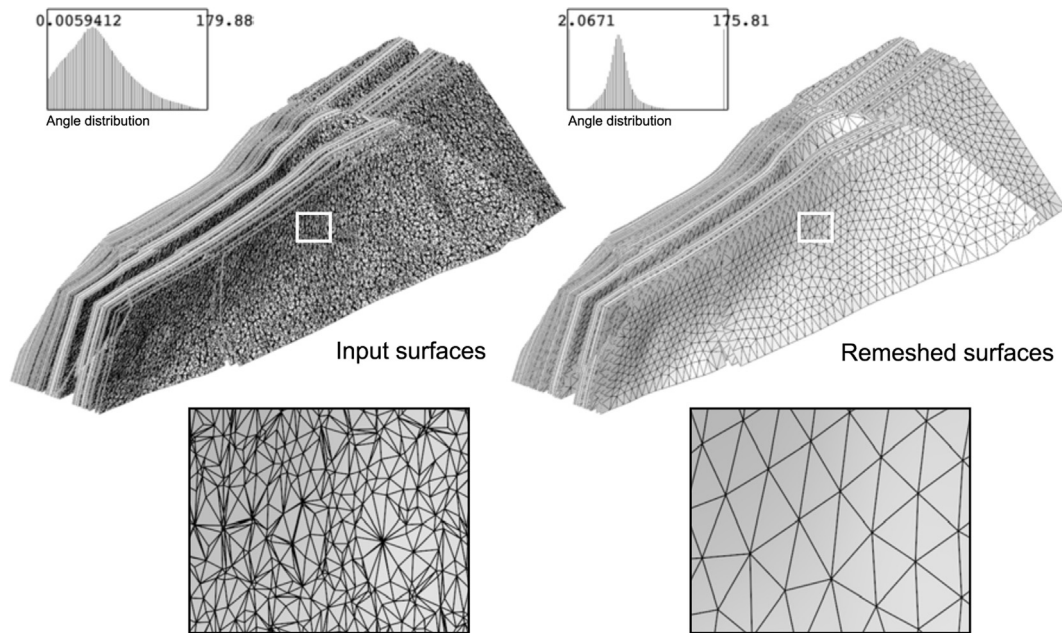 0.0059412 179.88
2.0671 175.81
Angle distribution
Angle distribution
Input surfaces
Remeshed surfaces